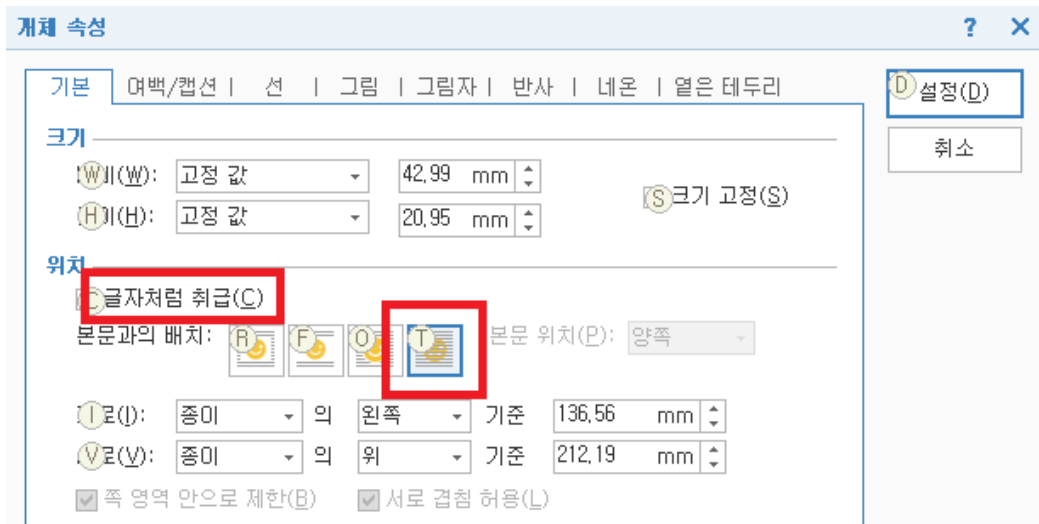 개체 속성 ? ×
기본 | 여백/캡션 | 선 | 그림 | 그림자 | 반사 | 네온 | 옅은 테두리
D 설정(D)
취소
크기
W (W): 고정 값 42,99 mm
S 크기 고정(S)
H (H): 고정 값 20,95 mm
위치
C 글자처럼 취급(C)
본문과의 배치: R F O T 본문 위치(P): 양쪽
I 로(I): 종이 의 왼쪽 기준 136,56 mm
V 로(V): 종이 의 위 기준 212,19 mm
쪽 영역 안으로 제한(B) 서로 겹침 허용(L)